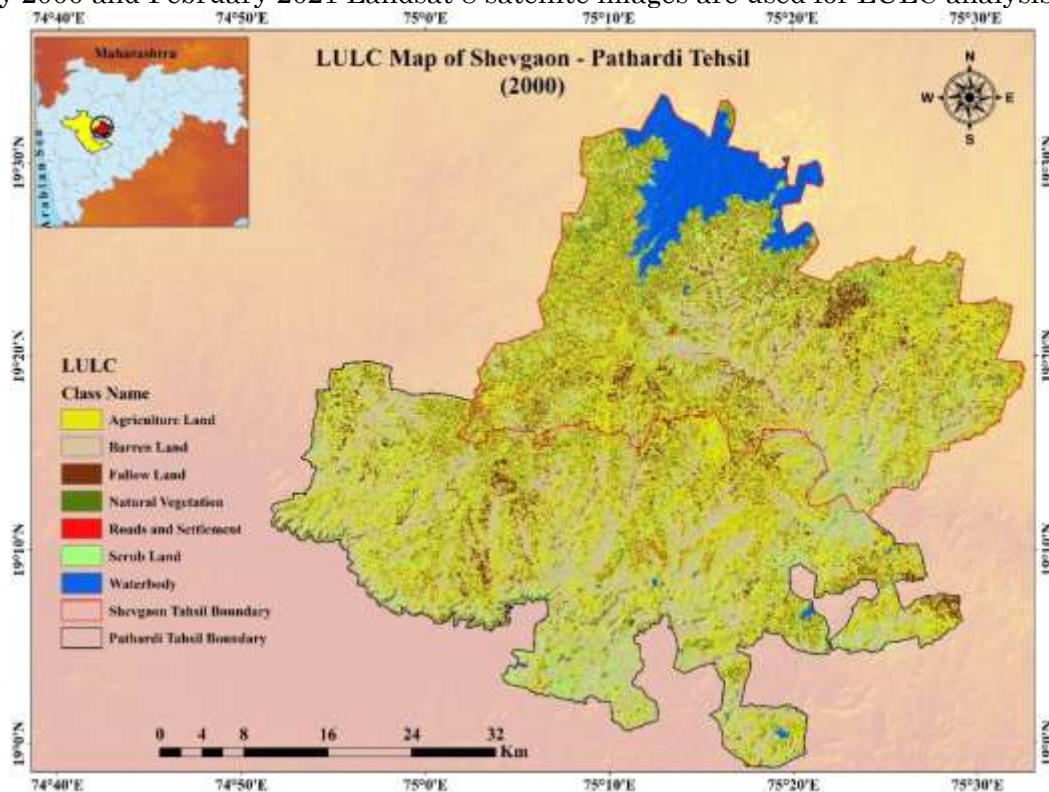 y 2000 and February 2021 Landsat 8 satellite images are used for LULC analysis
74°40'E 74°50'E 75°0'E 75°10'E 75°20'E 75°30'E
Maharashtra
Arabian Sea
LULC Map of Shevgaon - Pathardi Tehsil
(2000)
N
W E
S
19°30'N 19°30'N
19°20'N 19°20'N
19°10'N 19°10'N
19°0'N 19°0'N
LULC
Class Name
Agriculture Land
Barren Land
Fallow Land
Natural Vegetation
Roads and Settlement
Scrub Land
Waterbody
Shevgaon Tahsil Boundary
Pathardi Tahsil Boundary
0 4 8 16 24 32
Km
74°40'E 74°50'E 75°0'E 75°10'E 75°20'E 75°30'E